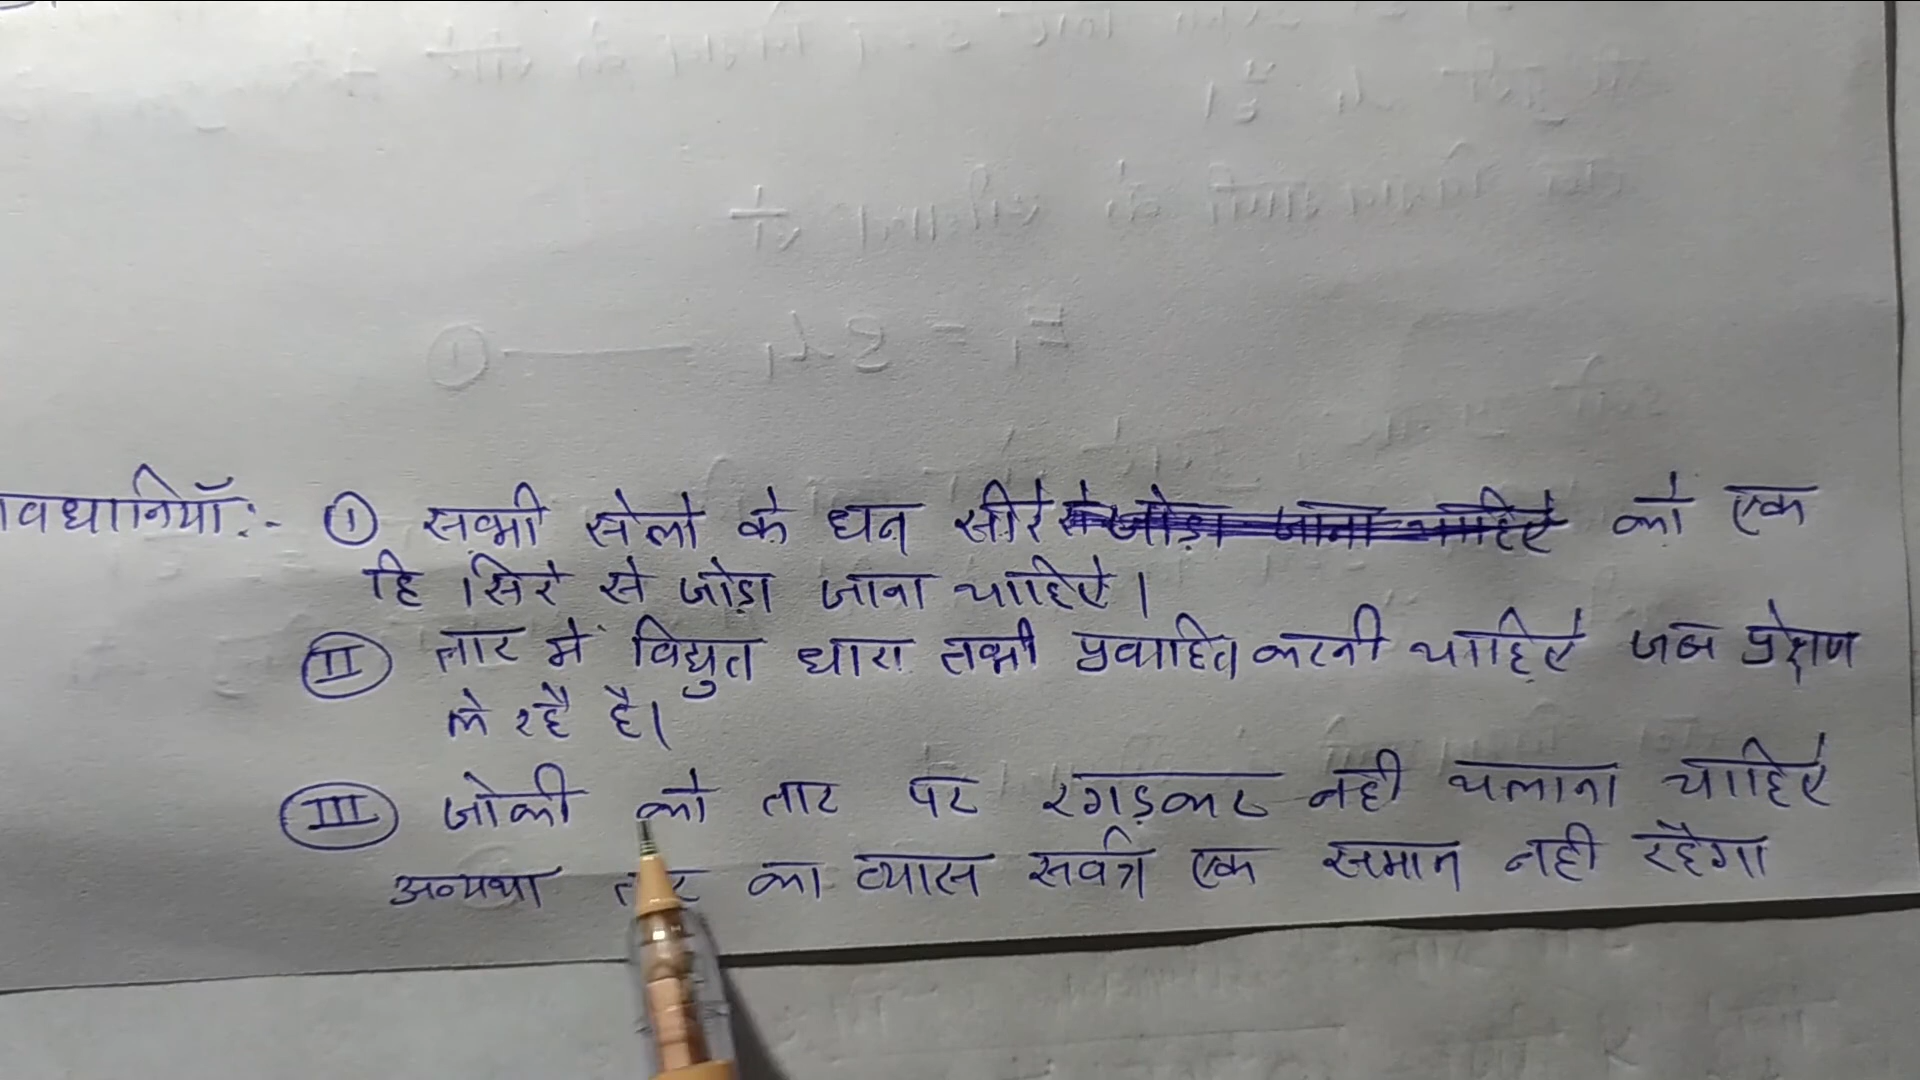 ावधानियाँ:- ① सभी सेलो के धन सीरे से जोड़ा जाना चाहिए को एक
हि सिरे से जोड़ा जाना चाहिऐ।
Ⅱ तार में विद्युत धारा तभी प्रवाहित करनी चाहिए जब प्रेक्षण
ले रहै है।
Ⅲ जोकी को तार पर रगड़कर नही चलाना चाहिए
अन्यथा तार का व्यास सर्वत्र एक समान नही रहैगा